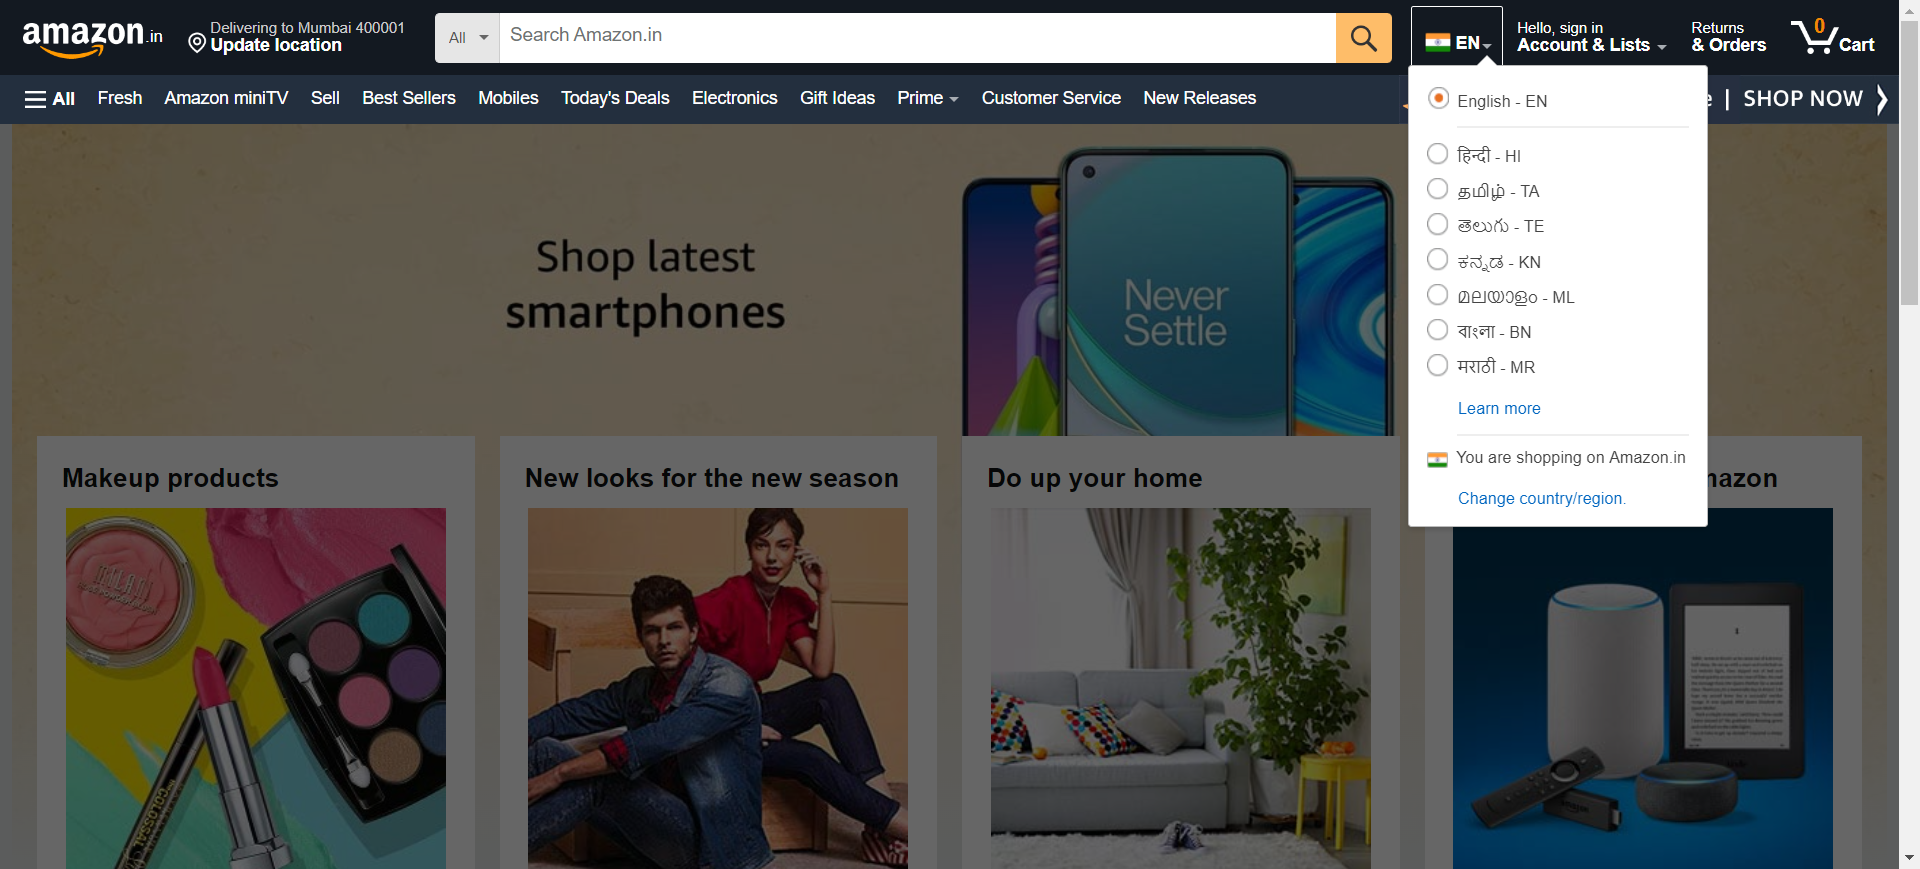 amazon.in
Delivering to Mumbai 400001
Update location
All
Search Amazon.in
EN
Hello, sign in
Account & Lists
Returns
& Orders
0
Cart
All
Fresh
Amazon miniTV
Sell
Best Sellers
Mobiles
Today's Deals
Electronics
Gift Ideas
Prime
Customer Service
New Releases
| SHOP NOW
English - EN
हिन्दी - HI
தமிழ் - TA
తెలుగు - TE
ಕನ್ನಡ - KN
മലയാളം - ML
বাংলা - BN
मराठी - MR
Learn more
You are shopping on Amazon.in
Change country/region.
Shop latest
smartphones
Never
Settle
Makeup products
New looks for the new season
Do up your home
mazon
MILANI
COLOSSAL
amazon